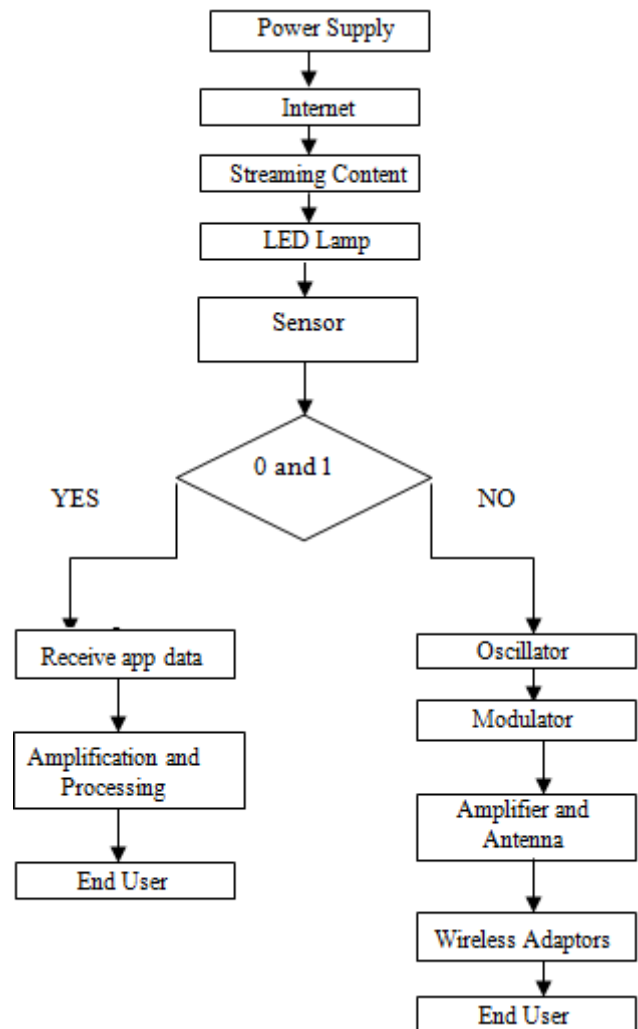 Power Supply
Internet
Streaming Content
LED Lamp
Sensor
0 and 1
YES
NO
Receive app data
Amplification and
Processing
End User
Oscillator
Modulator
Amplifier and
Antenna
Wireless Adaptors
End User